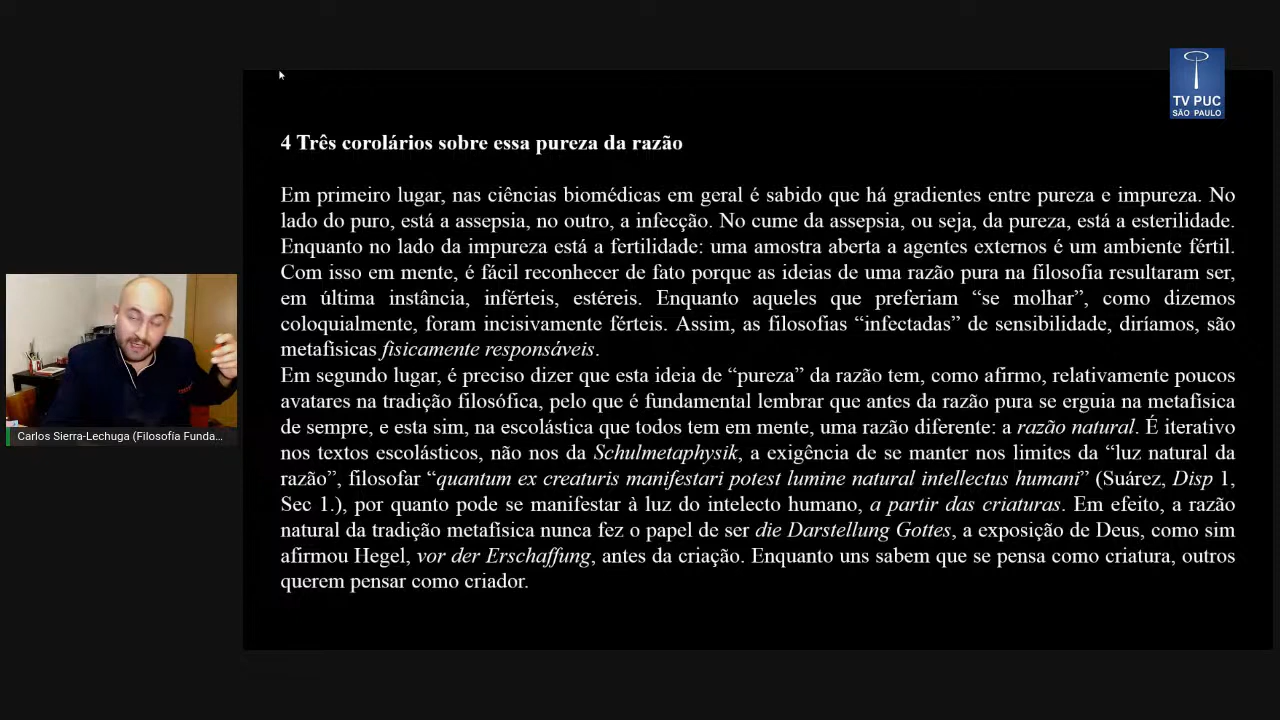 TV PUC
SÃO PAULO
4 Três corolários sobre essa pureza da razão
Em primeiro lugar, nas ciências biomédicas em geral é sabido que há gradientes entre pureza e impureza. No
lado do puro, está a assepsia, no outro, a infecção. No cume da assepsia, ou seja, da pureza, está a esterilidade.
Enquanto no lado da impureza está a fertilidade: uma amostra aberta a agentes externos é um ambiente fértil.
Com isso em mente, é fácil reconhecer de fato porque as ideias de uma razão pura na filosofia resultaram ser,
em última instância, inférteis, estéreis. Enquanto aqueles que preferiam “se molhar”, como dizemos
coloquialmente, foram incisivamente férteis. Assim, as filosofias “infectadas” de sensibilidade, diríamos, são
metafísicas fisicamente responsáveis.
Em segundo lugar, é preciso dizer que esta ideia de “pureza” da razão tem, como afirmo, relativamente poucos
avatares na tradição filosófica, pelo que é fundamental lembrar que antes da razão pura se erguia na metafísica
de sempre, e esta sim, na escolástica que todos tem em mente, uma razão diferente: a razão natural. É iterativo
nos textos escolásticos, não nos da Schulmetaphysik, a exigência de se manter nos limites da “luz natural da
razão”, filosofar “quantum ex creaturis manifestari potest lumine natural intellectus humani” (Suárez, Disp 1,
Sec 1.), por quanto pode se manifestar à luz do intelecto humano, a partir das criaturas. Em efeito, a razão
natural da tradição metafísica nunca fez o papel de ser die Darstellung Gottes, a exposição de Deus, como sim
afirmou Hegel, vor der Erschaffung, antes da criação. Enquanto uns sabem que se pensa como criatura, outros
querem pensar como criador.
Carlos Sierra-Lechuga (Filosofía Funda...